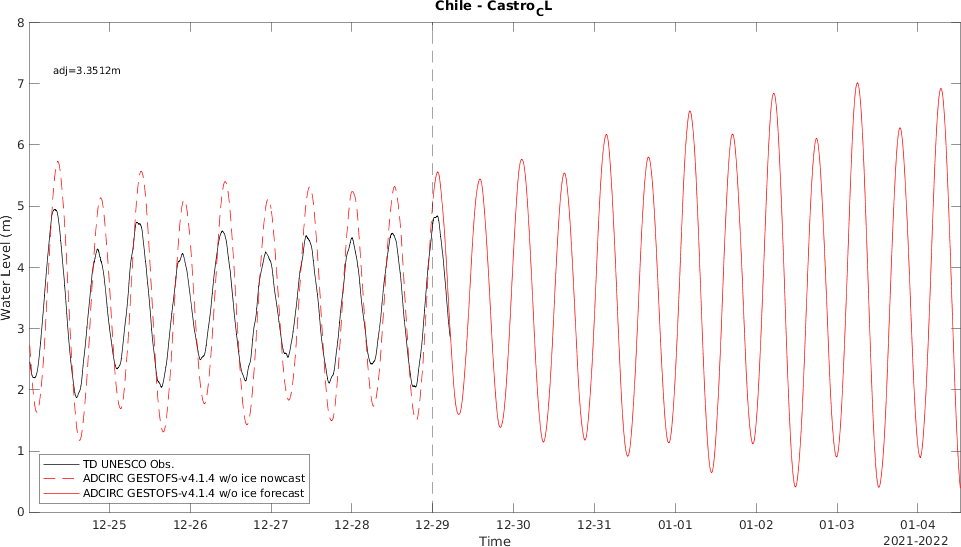 Chile - Castro_CL
8
7
6
5
4
3
2
1
0
Water Level (m)
adj=3.3512m
TD UNESCO Obs.
ADCIRC GESTOFS-v4.1.4 w/o ice nowcast
ADCIRC GESTOFS-v4.1.4 w/o ice forecast
12-25 12-26 12-27 12-28 12-29 12-30 12-31 01-01 01-02 01-03 01-04
Time
2021-2022